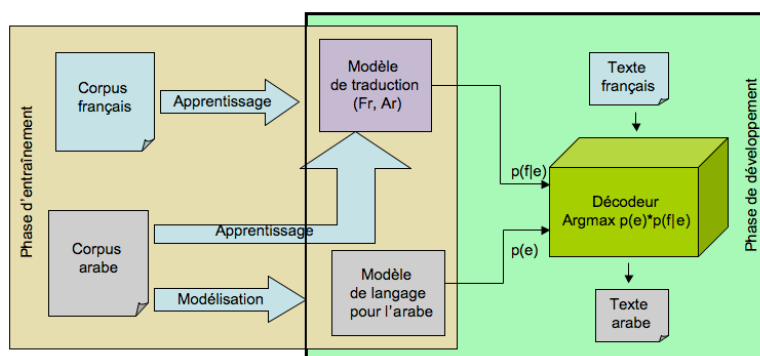 Phase d'entraînement
Corpus
français
Apprentissage
Modèle
de traduction
(Fr, Ar)
Corpus
arabe
Apprentissage
Modélisation
Modèle
de langage
pour l'arabe
p(f|e)
p(e)
Texte
français
Décodeur
Argmax p(e)*p(f|e)
Texte
arabe
Phase de développement